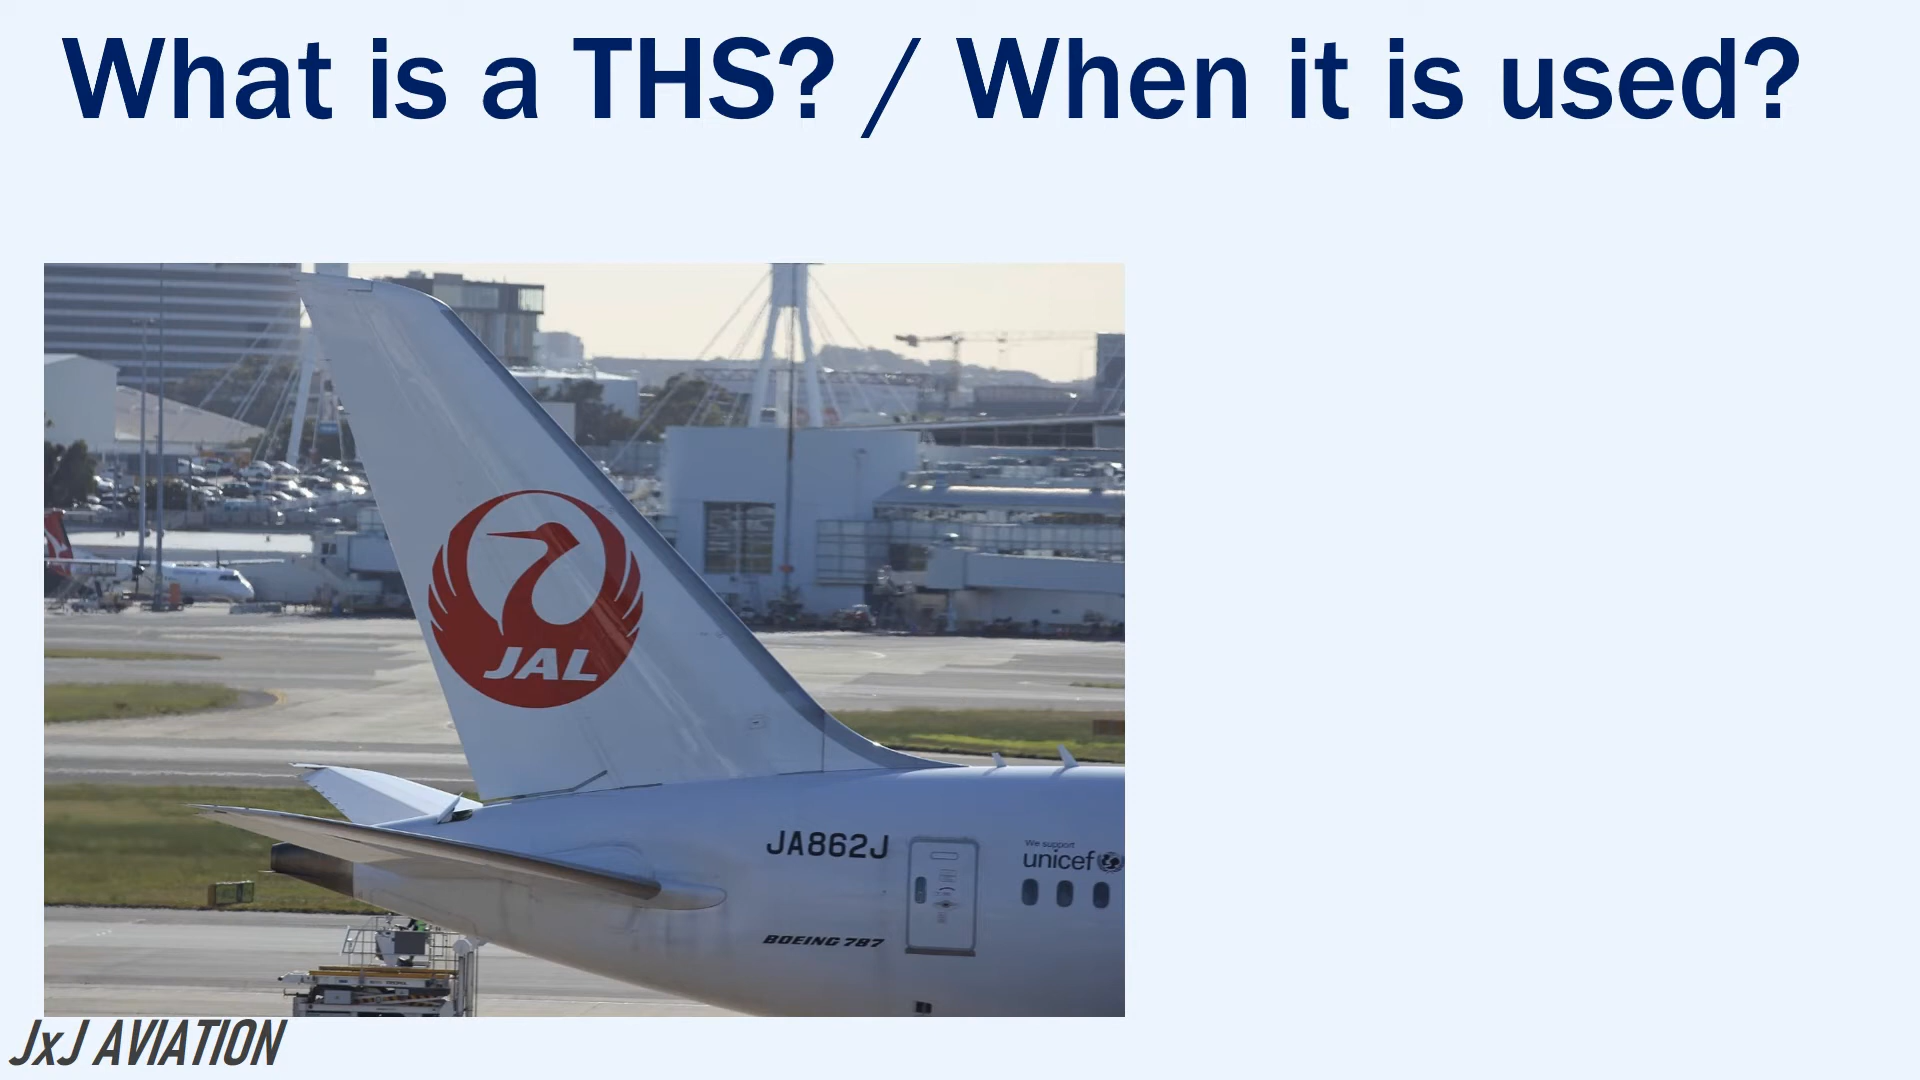 What is a THS? / When it is used?
JAL
JA862J
We support
unicef
BOEING 787
JxJ AVIATION